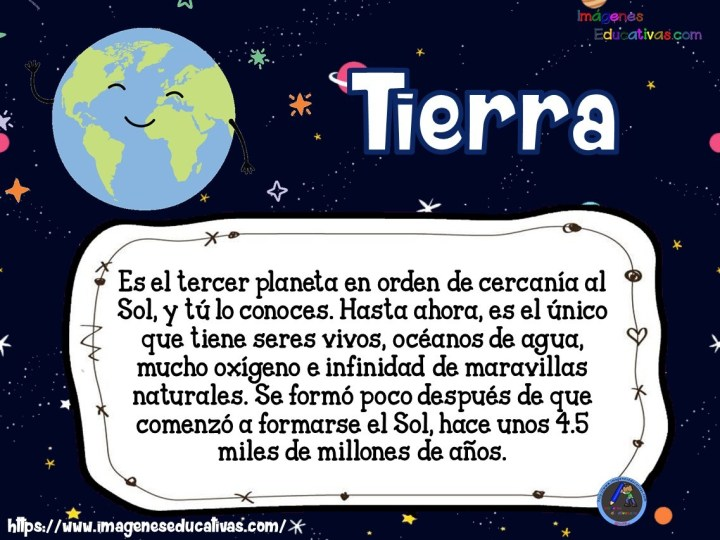 Imágenes
Educativas.com
Tierra
Es el tercer planeta en orden de cercanía al
Sol, y tú lo conoces. Hasta ahora, es el único
que tiene seres vivos, océanos de agua,
mucho oxígeno e infinidad de maravillas
naturales. Se formó poco después de que
comenzó a formarse el Sol, hace unos 4.5
miles de millones de años.
https://www.imageneseducativas.com/